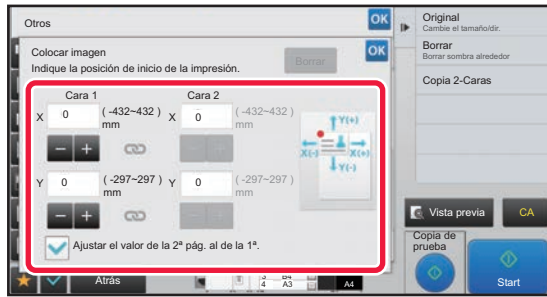 Otros
OK
Colocar imagen
Indique la posición de inicio de la impresión.
Borrar
OK
Cara 1
Cara 2
X 0 ( -432~432 ) mm
X 0 ( -432~432 ) mm
Y(+)
X(-)
X(+)
Y(-)
Y 0 ( -297~297 ) mm
Y 0 ( -297~297 ) mm
Ajustar el valor de la 2ª pág. al de la 1ª.
Atrás
3 B4
4 A3
A4
Original
Cambie el tamaño/dir.
Borrar
Borrar sombra alrededor
Copia 2-Caras
Vista previa
CA
Copia de
prueba
Start